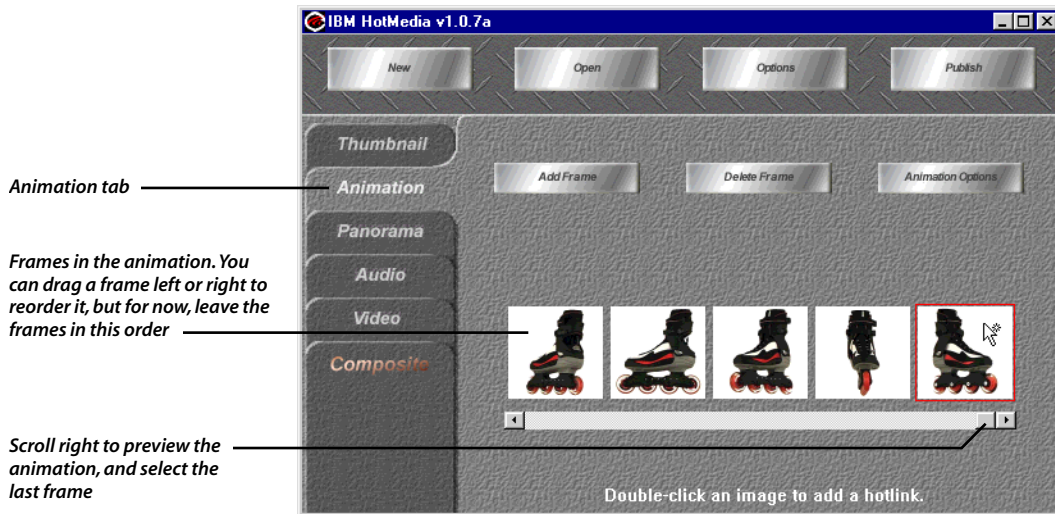 IBM HotMedia v1.0.7a
New
Open
Options
Publish
Thumbnail
Add Frame
Delete Frame
Animation Options
Animation tab
Animation
Panorama
Frames in the animation. You
can drag a frame left or right to
reorder it, but for now, leave the
frames in this order
Audio
Video
Composite
Scroll right to preview the
animation, and select the
last frame
Double-click an image to add a hotlink.